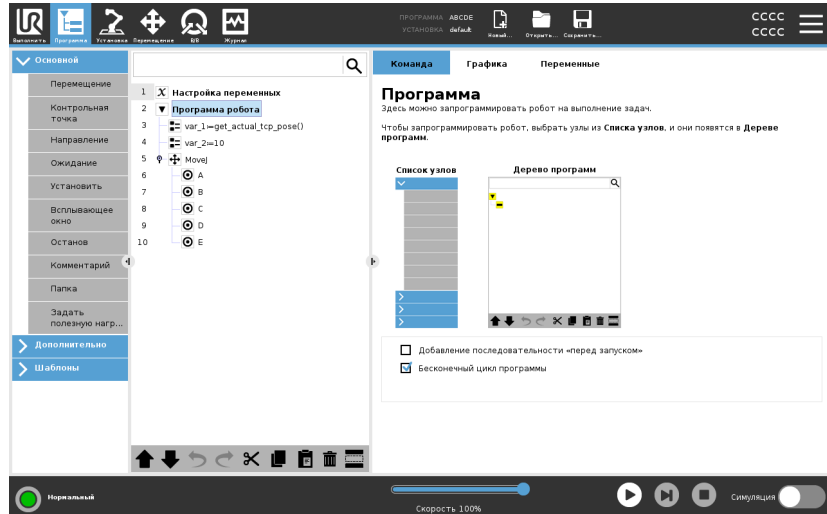 UR
Выполнить
Программа
Установка
Перемещение
В/В
Журнал
ПРОГРАММА ABCDE
УСТАНОВКА default
Новый...
Открыть...
Сохранить...
CCCC
CCCC
Основной
Перемещение
Контрольная
точка
Направление
Ожидание
Установить
Всплывающее
окно
Останов
Комментарий
Папка
Задать
полезную нагр...
Дополнительно
Шаблоны
1 X Настройка переменных
2 Программа робота
3 var_1≔get_actual_tcp_pose()
4 var_2≔10
5 MoveJ
6 A
7 B
8 C
9 D
10 E
Команда
Графика
Переменные
Программа
Здесь можно запрограммировать робот на выполнение задач.
Чтобы запрограммировать робот, выбрать узлы из Списка узлов, и они появятся в Дереве
программ.
Список узлов
Дерево программ
Добавление последовательности «перед запуском»
Бесконечный цикл программы
Нормальный
Скорость 100%
Симуляция